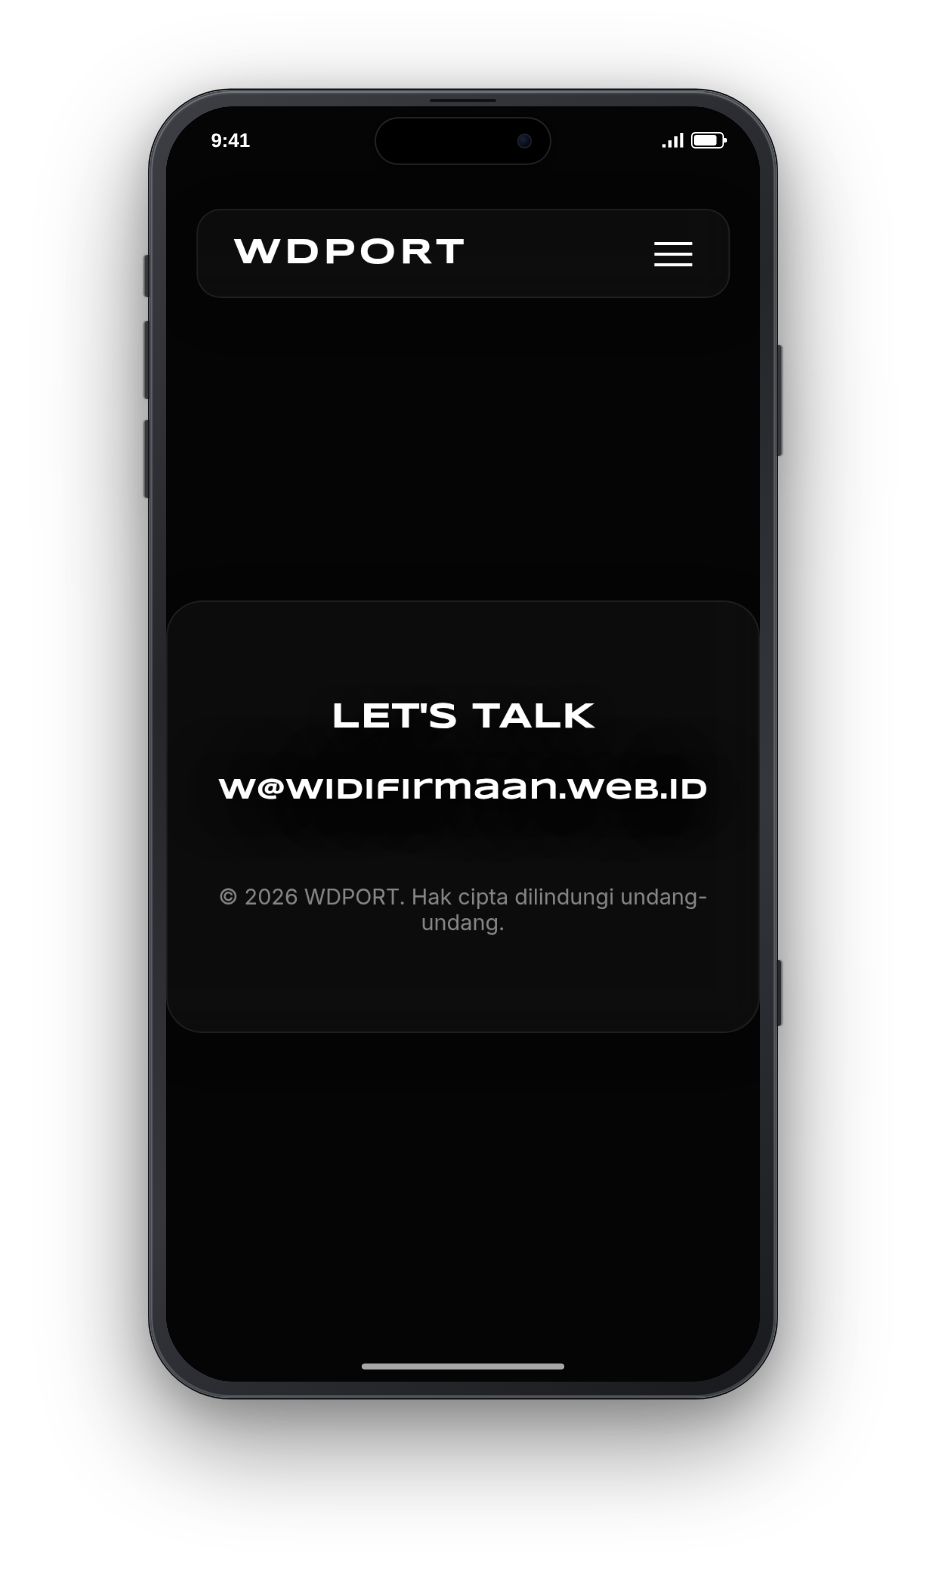 9:41
WDPORT
LET'S TALK
W@WIDIFIrmaan.WeB.ID
© 2026 WDPORT. Hak cipta dilindungi undang-
undang.